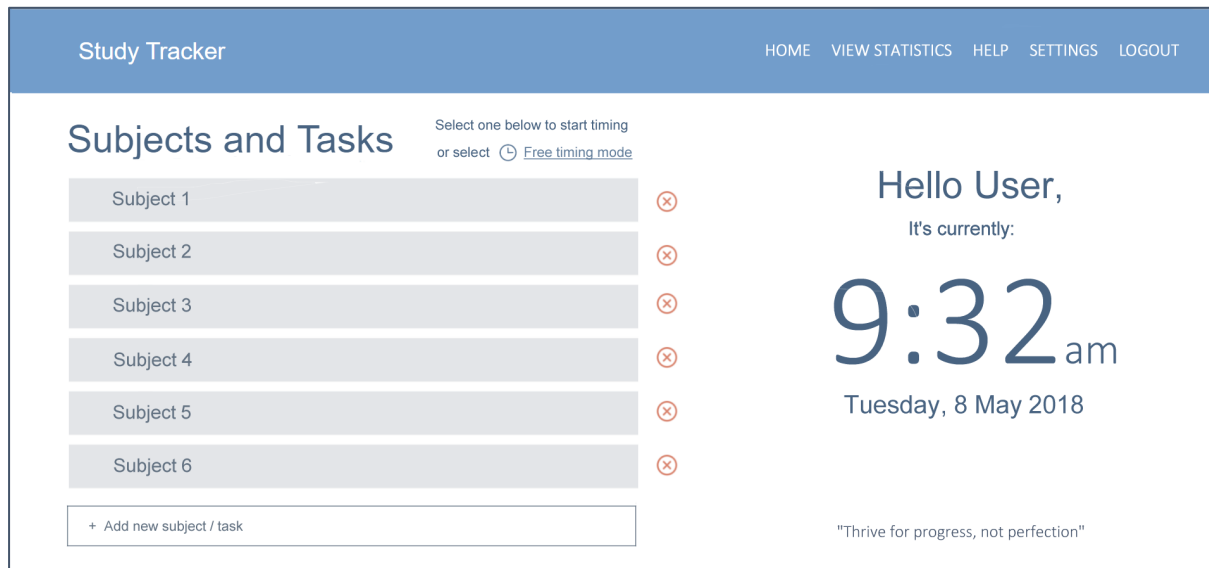 Study Tracker
HOME VIEW STATISTICS HELP SETTINGS LOGOUT
Subjects and Tasks
Select one below to start timing
or select Free timing mode
Subject 1
Subject 2
Subject 3
Subject 4
Subject 5
Subject 6
+ Add new subject / task
Hello User,
It's currently:
9:32 am
Tuesday, 8 May 2018
"Thrive for progress, not perfection"